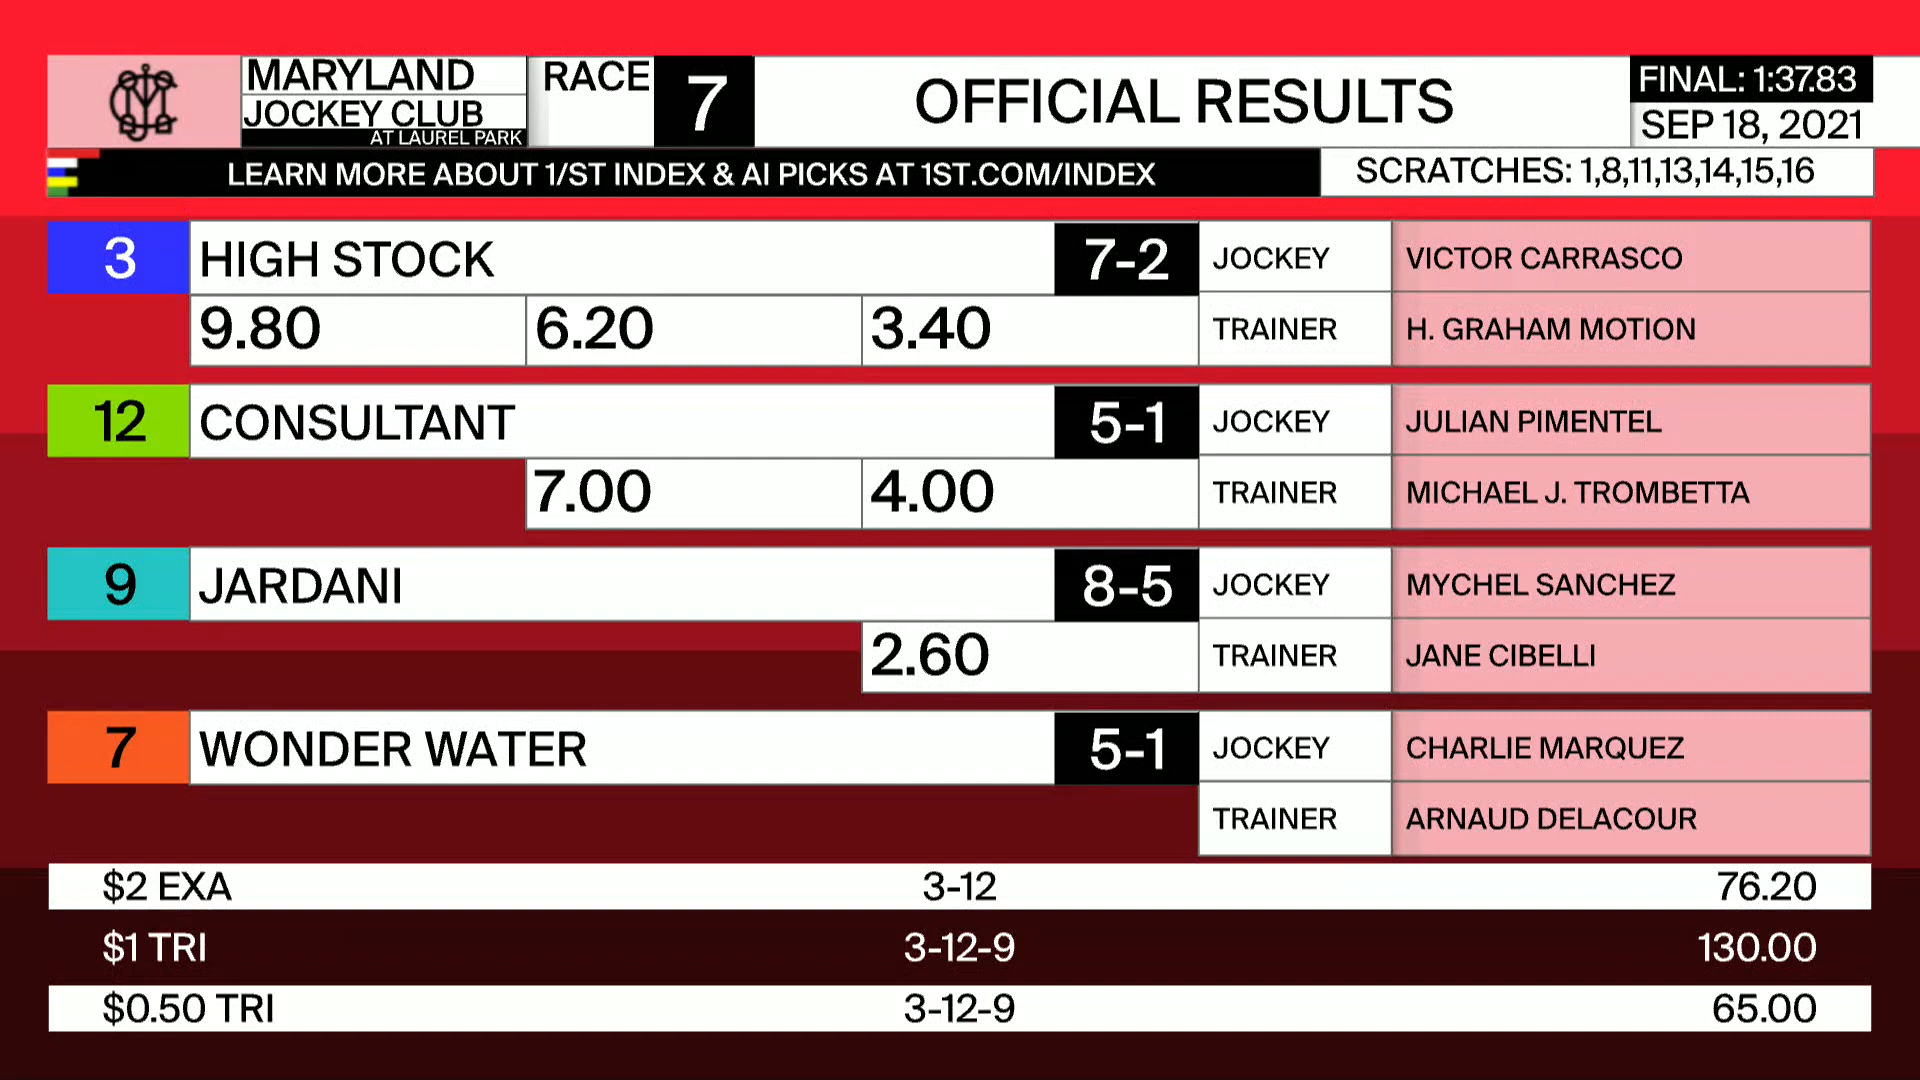 MARYLAND
JOCKEY CLUB
AT LAUREL PARK
RACE 7
OFFICIAL RESULTS
FINAL: 1:37.83
SEP 18, 2021
LEARN MORE ABOUT 1/ST INDEX & AI PICKS AT 1ST.COM/INDEX
SCRATCHES: 1,8,11,13,14,15,16
3 HIGH STOCK 7-2 JOCKEY VICTOR CARRASCO
9.80 6.20 3.40 TRAINER H. GRAHAM MOTION
12 CONSULTANT 5-1 JOCKEY JULIAN PIMENTEL
7.00 4.00 TRAINER MICHAEL J. TROMBETTA
9 JARDANI 8-5 JOCKEY MYCHEL SANCHEZ
2.60 TRAINER JANE CIBELLI
7 WONDER WATER 5-1 JOCKEY CHARLIE MARQUEZ
TRAINER ARNAUD DELACOUR
$2 EXA 3-12 76.20
$1 TRI 3-12-9 130.00
$0.50 TRI 3-12-9 65.00